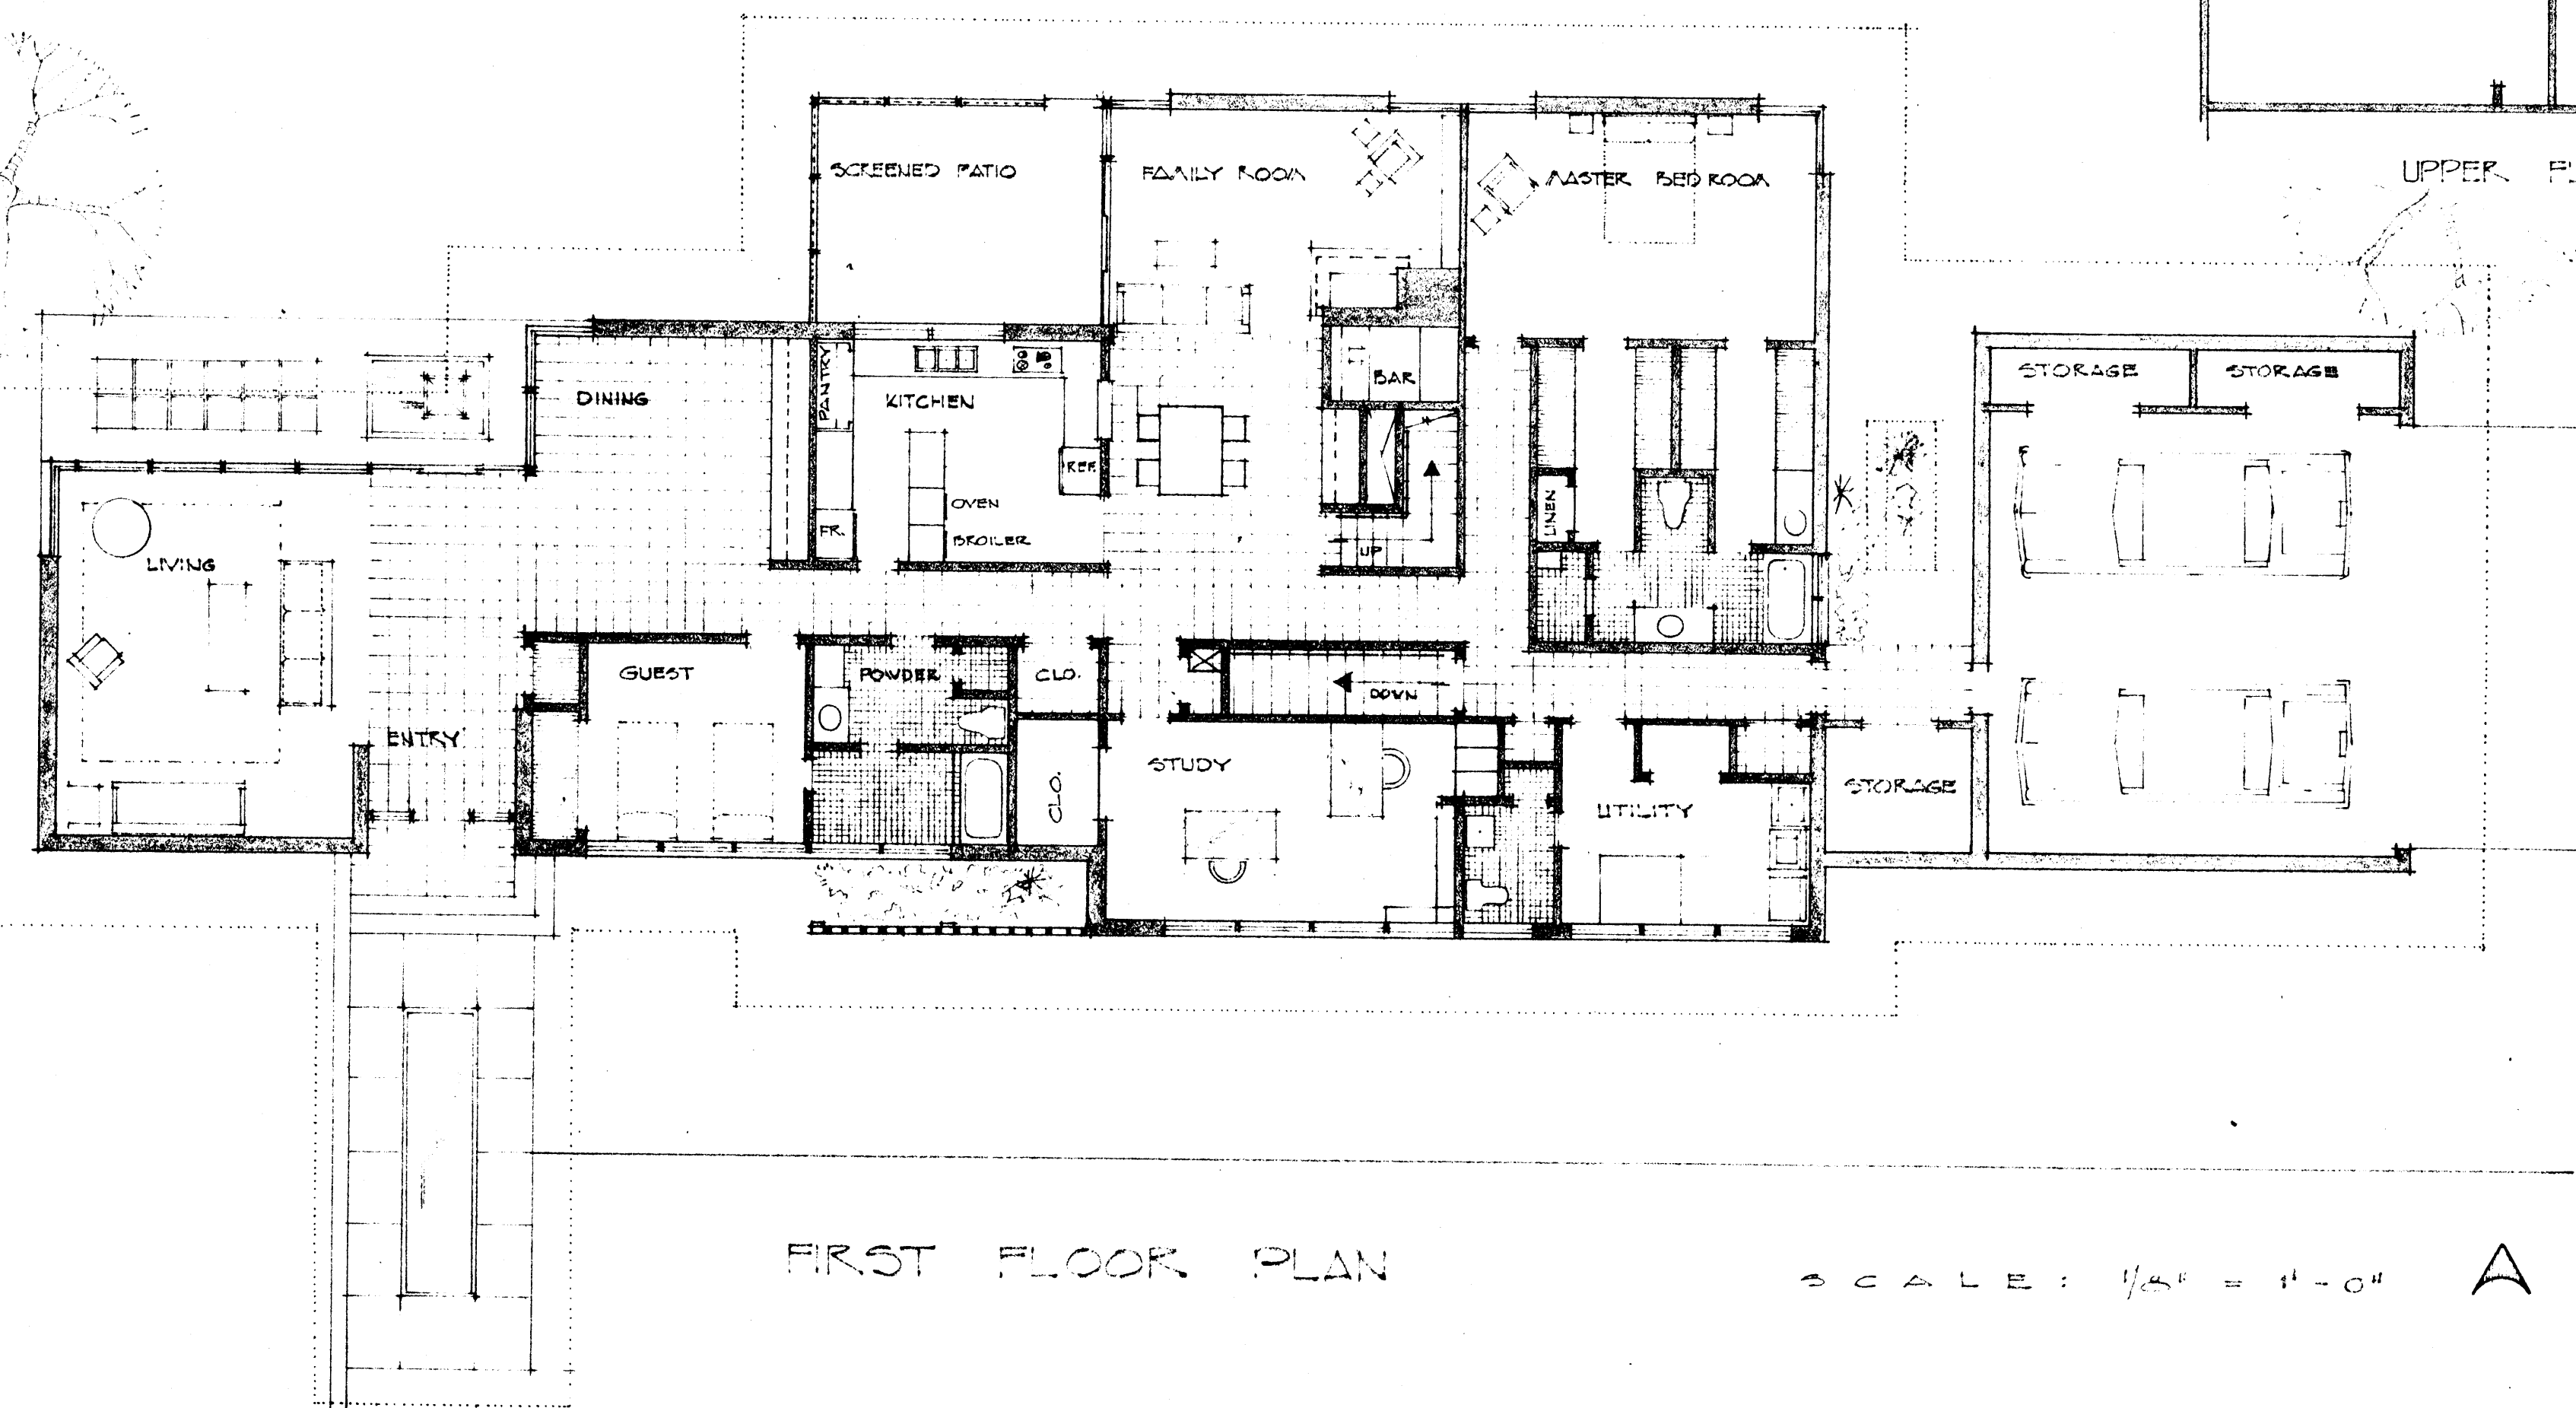 UPPER
SCREENED PATIO
FAMILY ROOM
MASTER BED ROOM
STORAGE
STORAGE
PANTRY
BAR
DINING
KITCHEN
REF.
OVEN
LINEN
FR.
BROILER
UP
LIVING
GUEST
POWDER
CLO.
DOWN
ENTRY
STUDY
CLO.
UTILITY
STORAGE
FIRST FLOOR PLAN
SCALE: 1/8" = 1'-0"